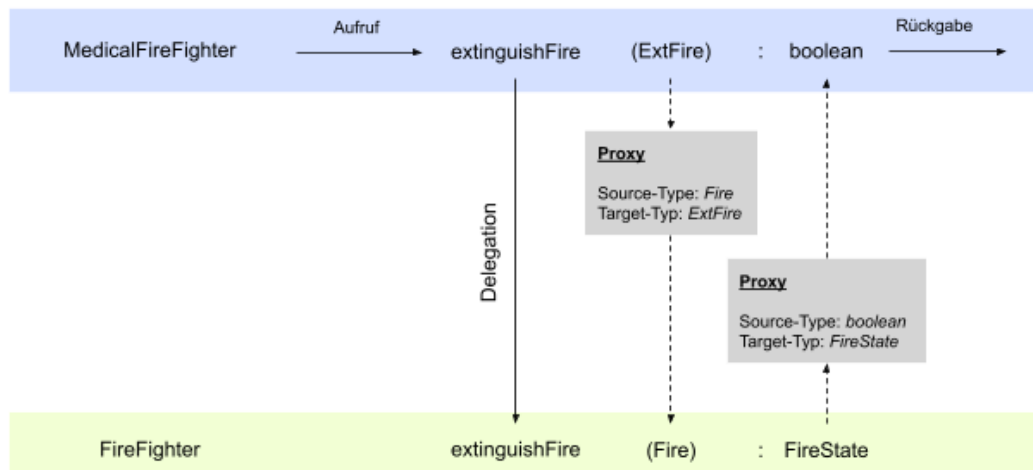 Aufruf
Rückgabe
MedicalFireFighter extinguishFire (ExtFire) : boolean
Proxy
Source-Type: Fire
Target-Typ: ExtFire
Delegation
Proxy
Source-Type: boolean
Target-Typ: FireState
FireFighter extinguishFire (Fire) : FireState